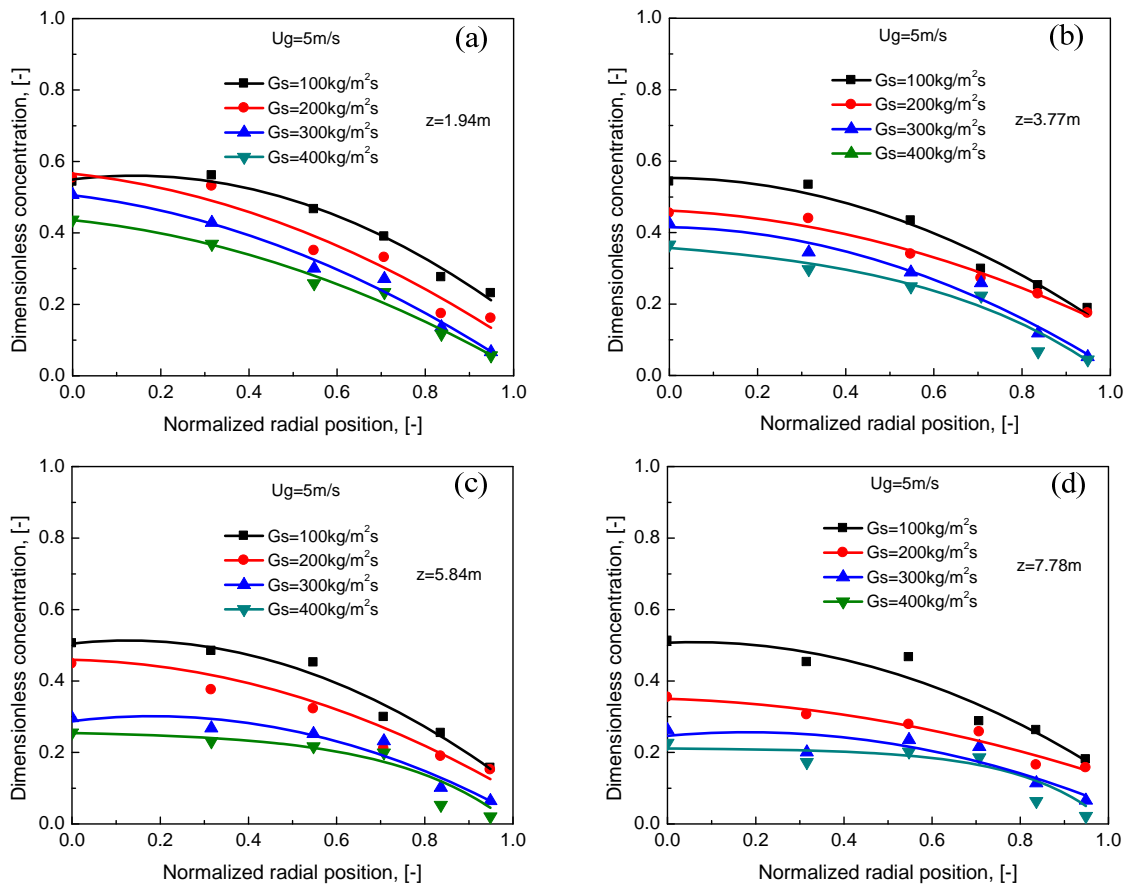 (a)
Ug=5m/s
Gs=100kg/m²s
Gs=200kg/m²s
Gs=300kg/m²s
Gs=400kg/m²s
z=1.94m
1.0
0.8
0.6
0.4
0.2
0.0
0.0 0.2 0.4 0.6 0.8 1.0
Dimensionless concentration, [-]
Normalized radial position, [-]
(b)
Ug=5m/s
Gs=100kg/m²s
Gs=200kg/m²s
Gs=300kg/m²s
Gs=400kg/m²s
z=3.77m
1.0
0.8
0.6
0.4
0.2
0.0
0.0 0.2 0.4 0.6 0.8 1.0
Dimensionless concentration, [-]
Normalized radial position, [-]
(c)
Ug=5m/s
Gs=100kg/m²s
Gs=200kg/m²s
Gs=300kg/m²s
Gs=400kg/m²s
z=5.84m
1.0
0.8
0.6
0.4
0.2
0.0
0.0 0.2 0.4 0.6 0.8 1.0
Dimensionless concentration, [-]
Normalized radial position, [-]
(d)
Ug=5m/s
Gs=100kg/m²s
Gs=200kg/m²s
Gs=300kg/m²s
Gs=400kg/m²s
z=7.78m
1.0
0.8
0.6
0.4
0.2
0.0
0.0 0.2 0.4 0.6 0.8 1.0
Dimensionless concentration, [-]
Normalized radial position, [-]